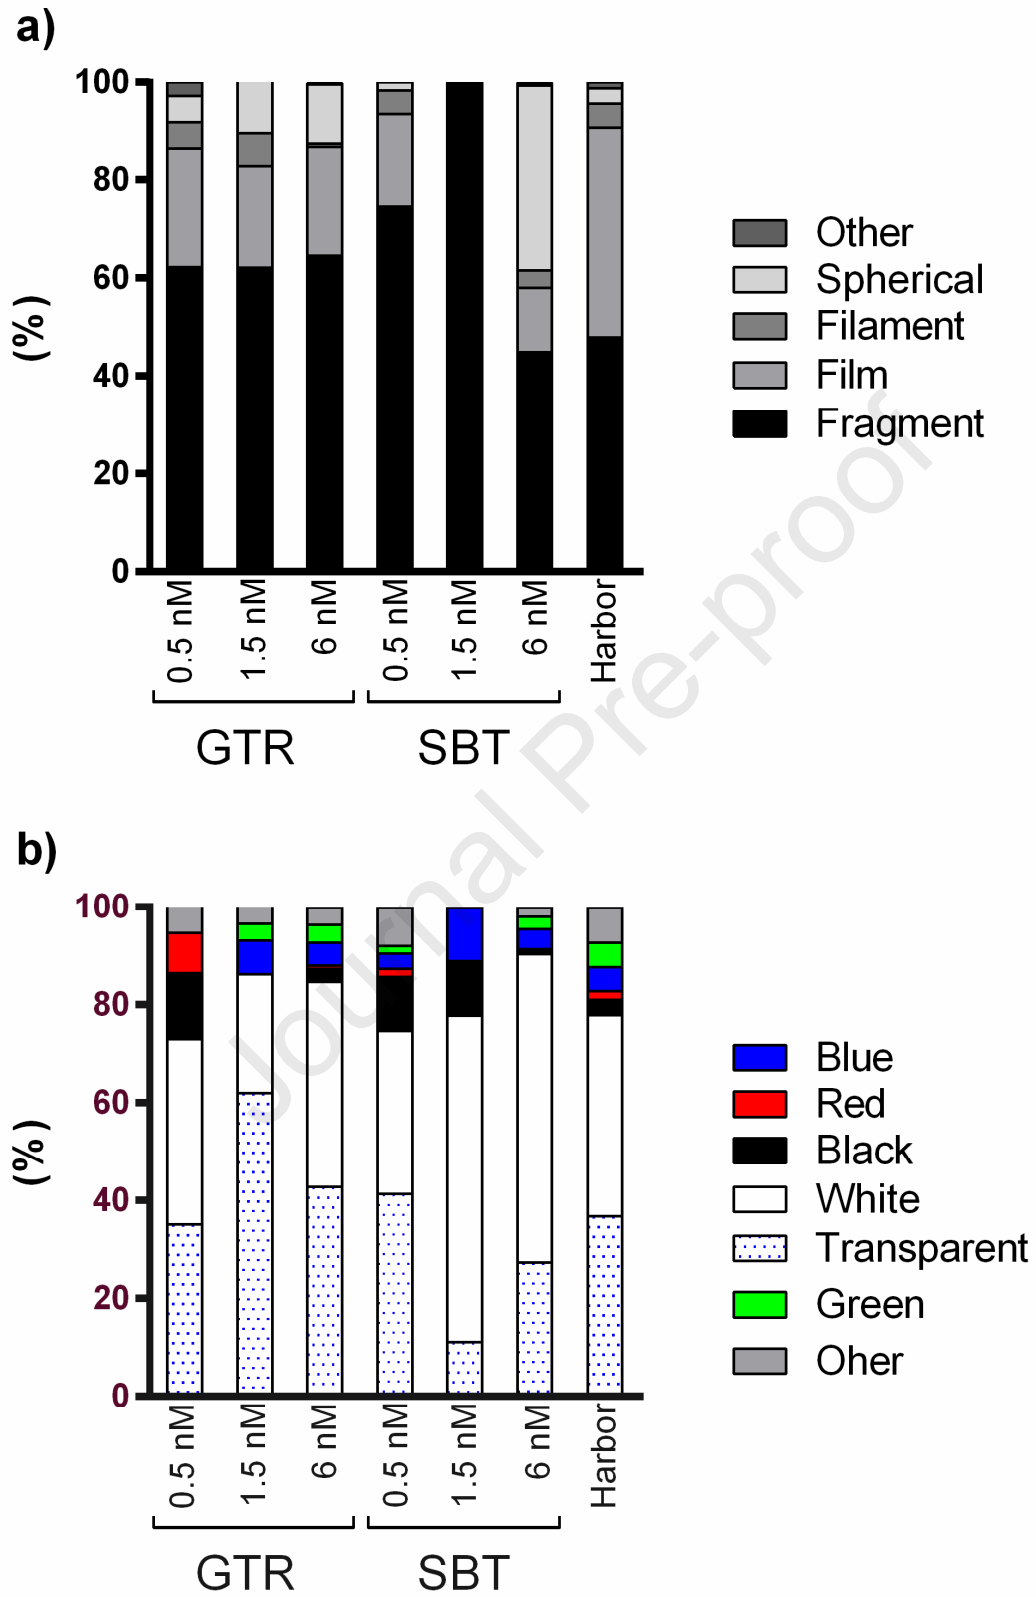 a)
100
80
60
40
20
0
(%)
0.5 nM
1.5 nM
6 nM
0.5 nM
1.5 nM
6 nM
Harbor
GTR
SBT
Other
Spherical
Filament
Film
Fragment
Journal Pre-proof
b)
100
80
60
40
20
0
(%)
0.5 nM
1.5 nM
6 nM
0.5 nM
1.5 nM
6 nM
Harbor
GTR
SBT
Blue
Red
Black
White
Transparent
Green
Oher